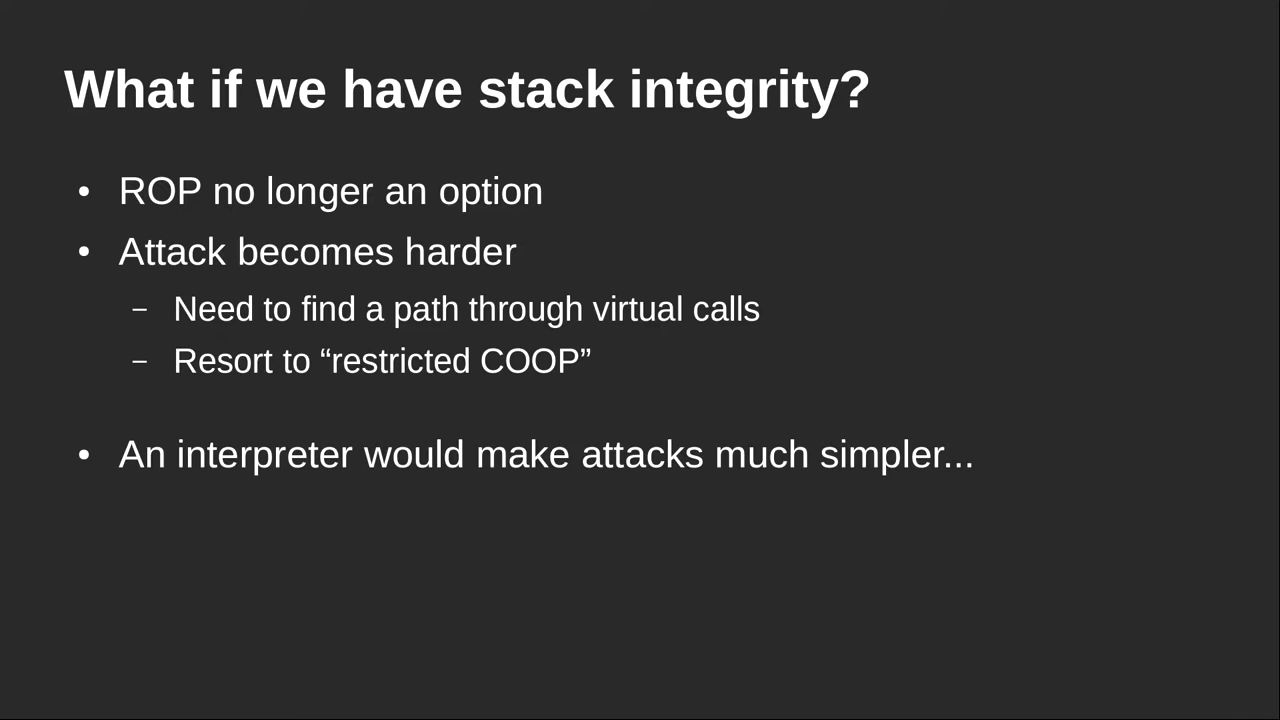 What if we have stack integrity?
• ROP no longer an option
• Attack becomes harder
– Need to find a path through virtual calls
– Resort to “restricted COOP”
• An interpreter would make attacks much simpler...